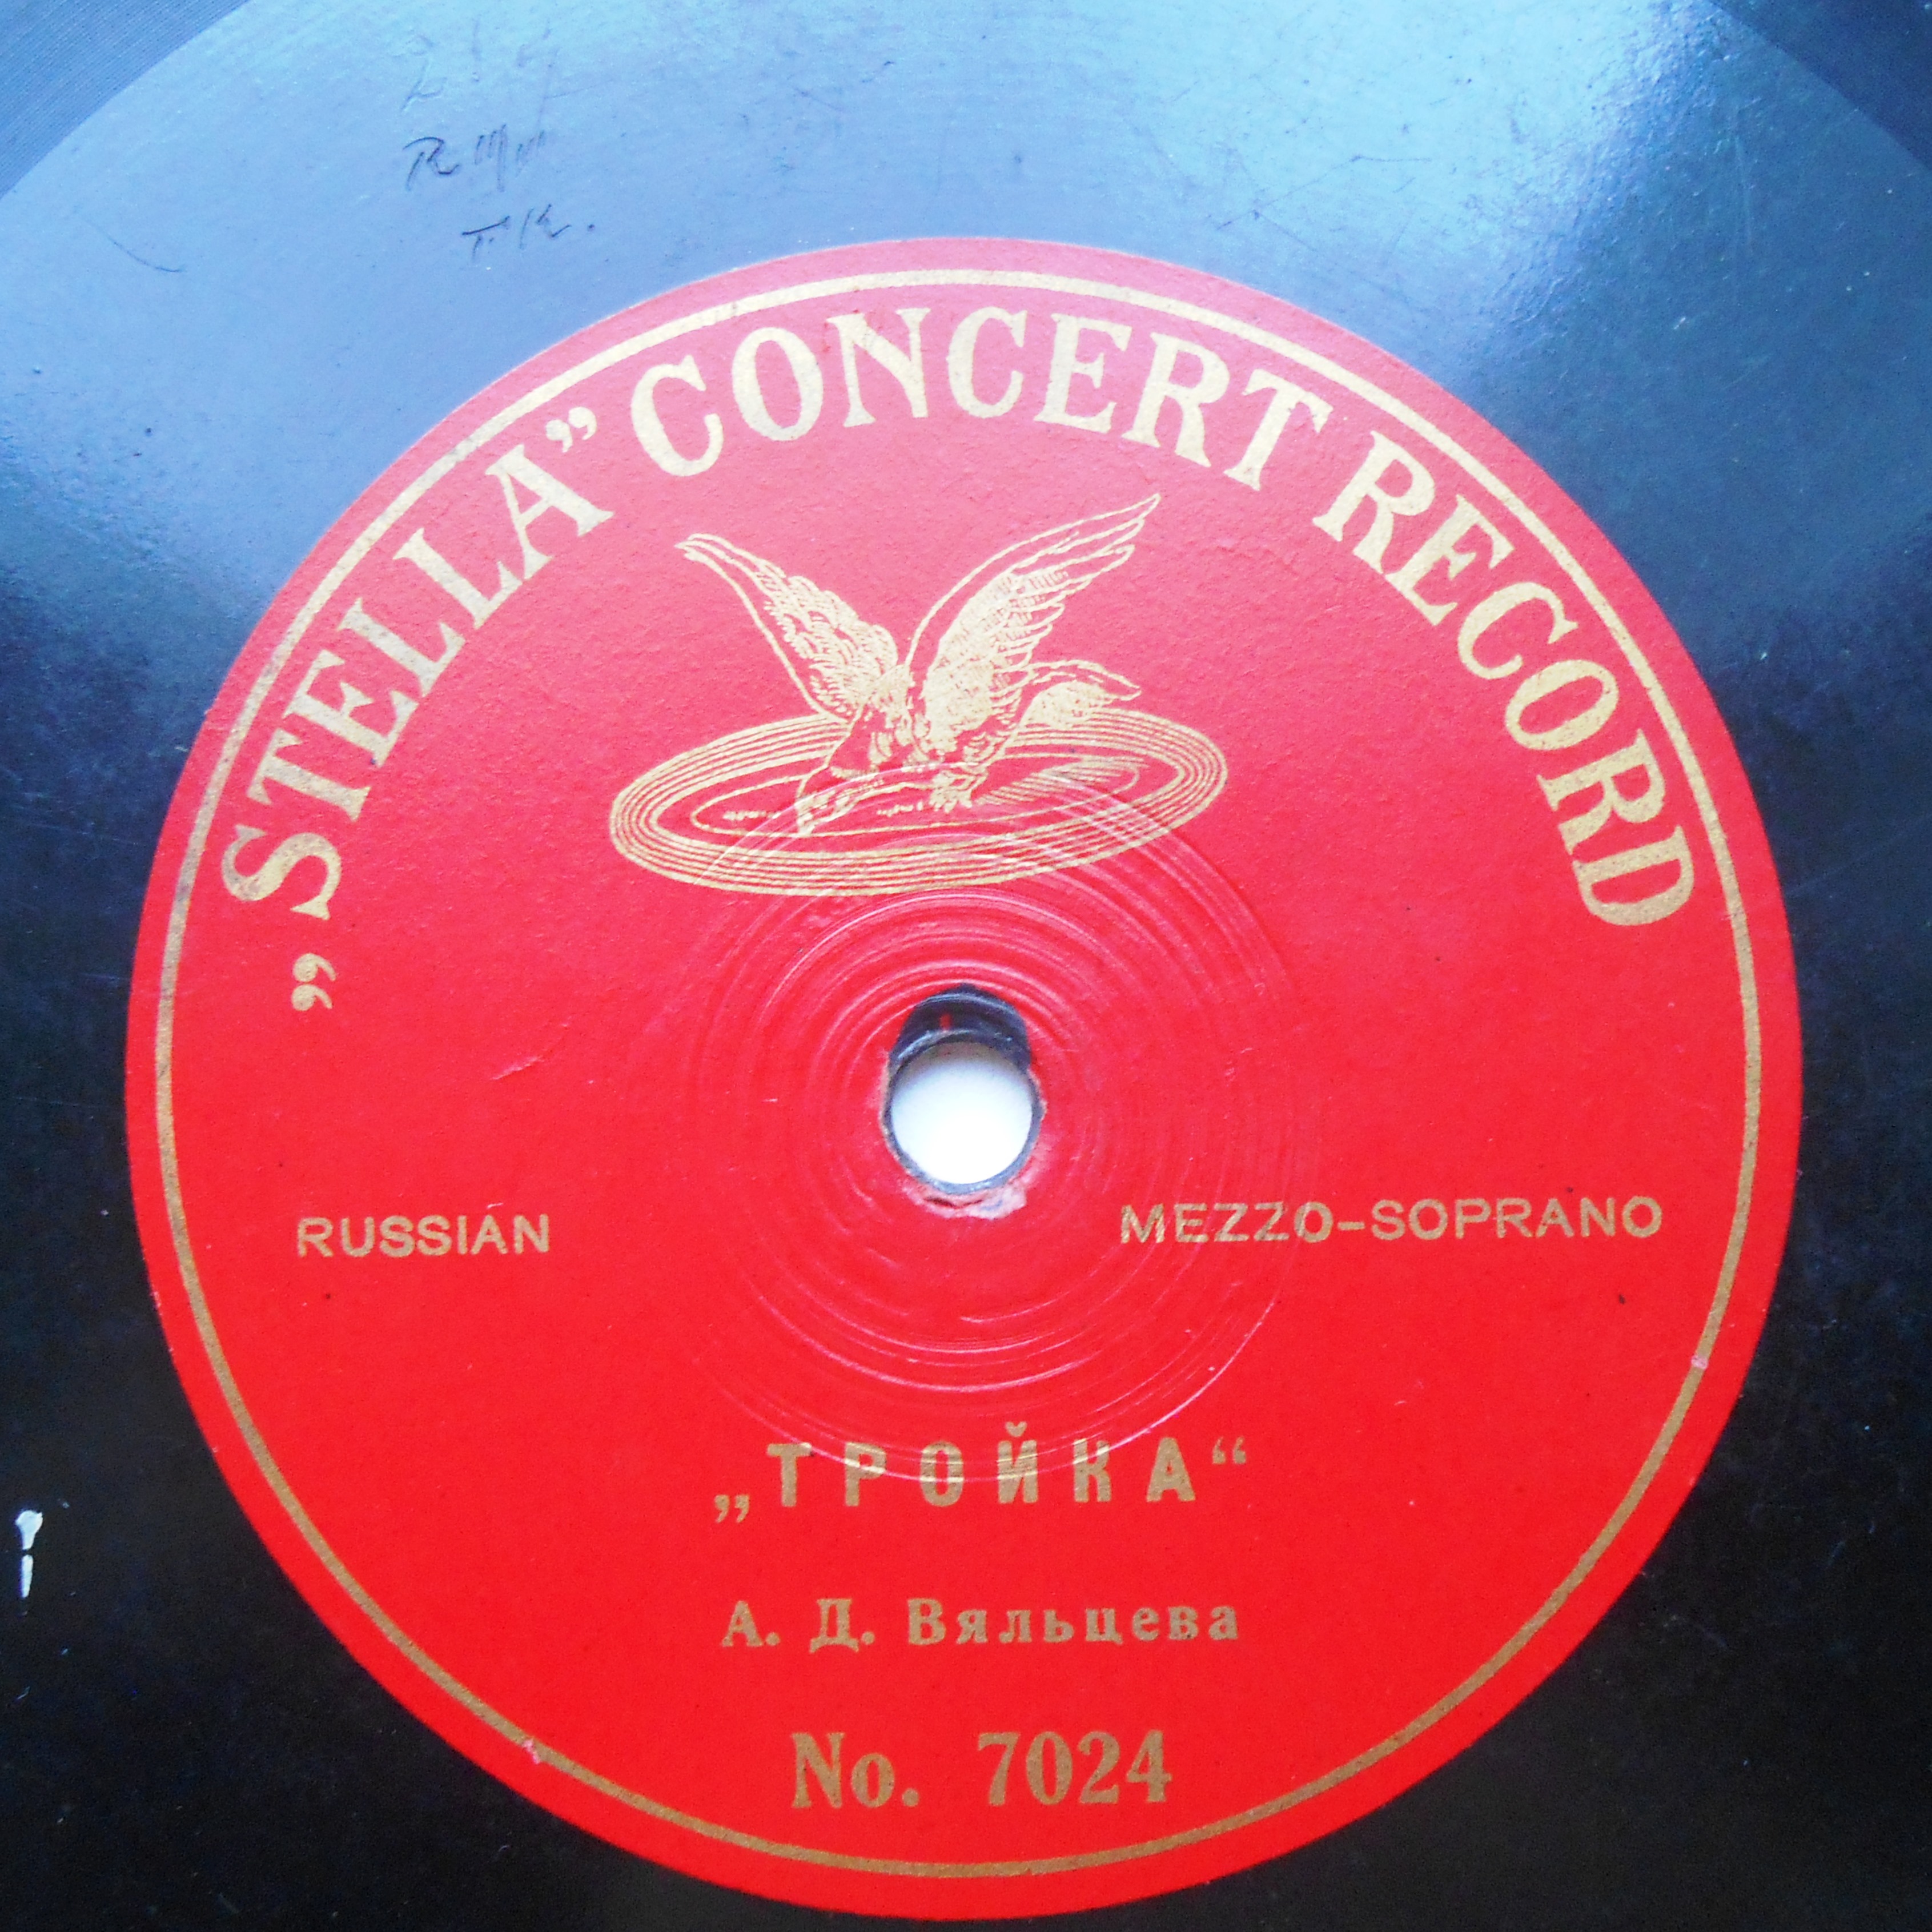 „STELLA” CONCERT RECORD
RUSSIAN
MEZZO-SOPRANO
„ТРОЙКА“
А. Д. Вяльцева
No. 7024